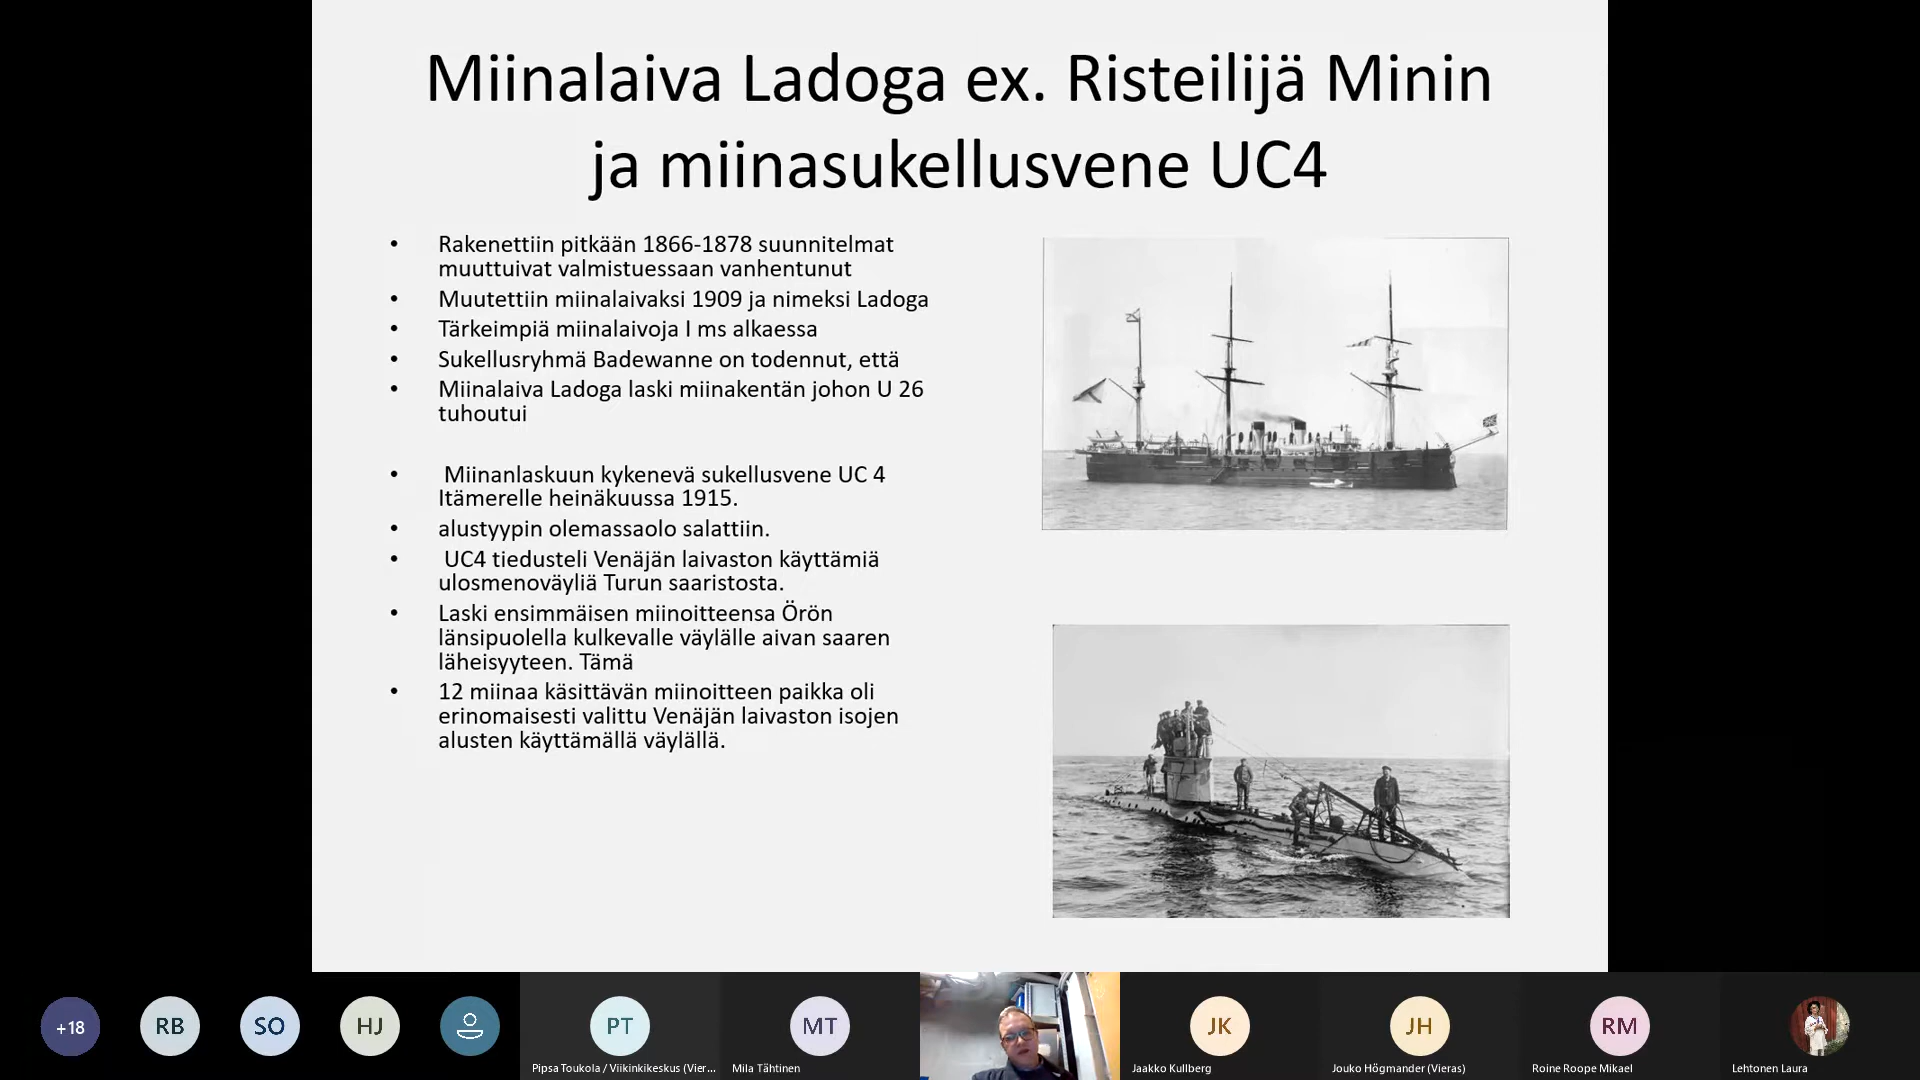 Miinalaiva Ladoga ex. Risteilijä Minin
ja miinasukellusvene UC4
• Rakenettiin pitkään 1866-1878 suunnitelmat
muuttuivat valmistuessaan vanhentunut
• Muutettiin miinalaivaksi 1909 ja nimeksi Ladoga
• Tärkeimpiä miinalaivoja I ms alkaessa
• Sukellusryhmä Badewanne on todennut, että
• Miinalaiva Ladoga laski miinakentän johon U 26
tuhoutui
• Miinanlaskuun kykenevä sukellusvene UC 4
Itämerelle heinäkuussa 1915.
• alustyypin olemassaolo salattiin.
• UC4 tiedusteli Venäjän laivaston käyttämiä
ulosmenoväyliä Turun saaristosta.
• Laski ensimmäisen miinoitteensa Örön
länsipuolella kulkevalle väylälle aivan saaren
läheisyyteen. Tämä
• 12 miinaa käsittävän miinoitteen paikka oli
erinomaisesti valittu Venäjän laivaston isojen
alusten käyttämällä väylällä.
+18
RB
SO
HJ
PT
Pipsa Toukola / Viikinkikeskus (Vier...
MT
Mila Tähtinen
JK
Jaakko Kullberg
JH
Jouko Högmander (Vieras)
RM
Roine Roope Mikael
Lehtonen Laura